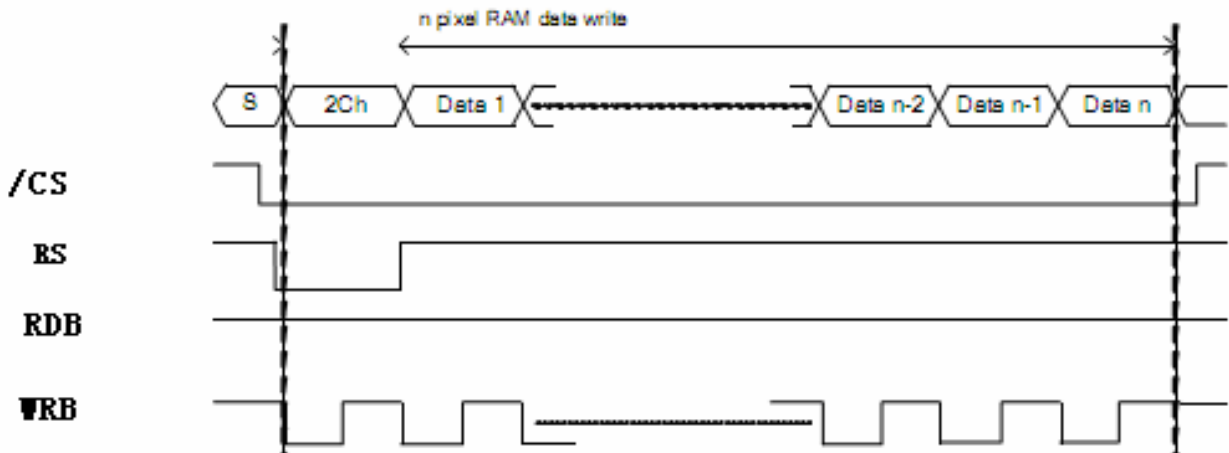 n pixel RAM data write
S 2Ch Data 1 Data n-2 Data n-1 Data n
/CS
RS
RDB
WRB